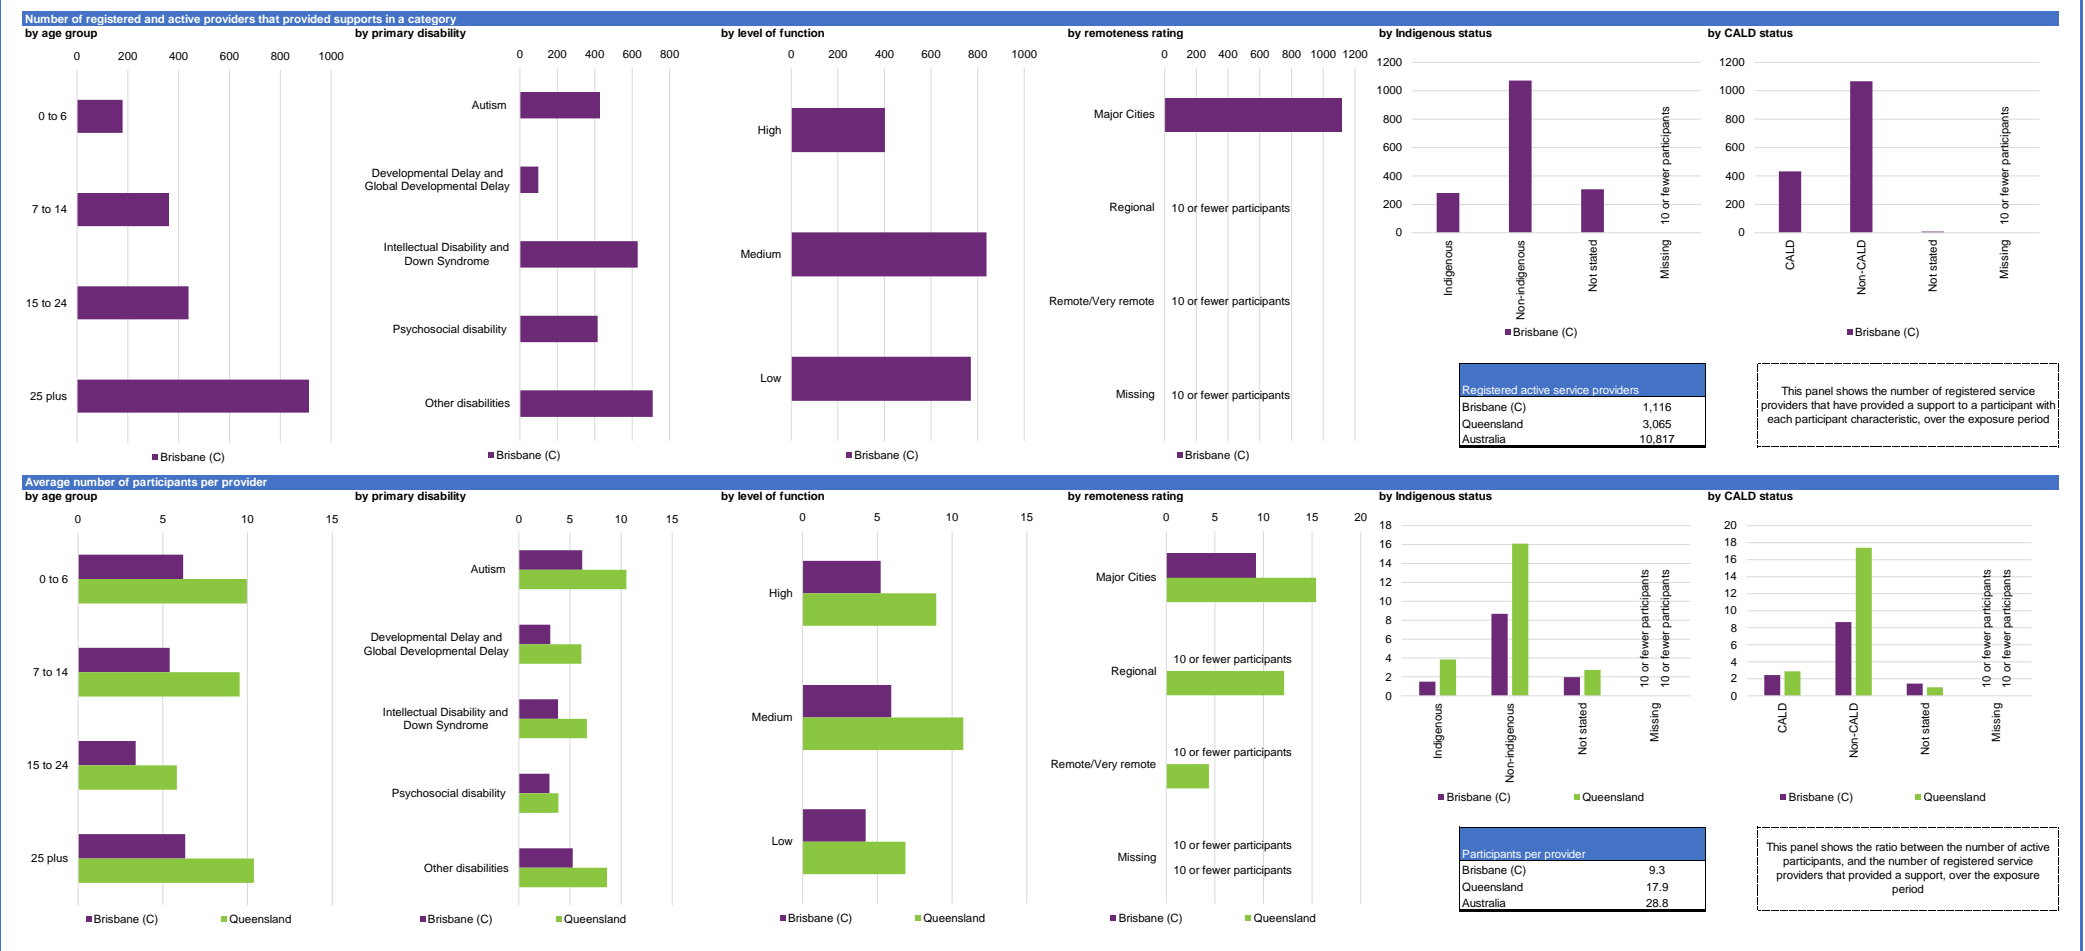 Number of registered and active providers that provided supports in a category
by age group
0 200 400 600 800 1000
0 to 6
7 to 14
15 to 24
25 plus
Brisbane (C)
by primary disability
0 200 400 600 800
Autism
Developmental Delay and
Global Developmental Delay
Intellectual Disability and
Down Syndrome
Psychosocial disability
Other disabilities
Brisbane (C)
by level of function
0 200 400 600 800 1000
High
Medium
Low
Brisbane (C)
by remoteness rating
0 200 400 600 800 1000 1200
Major Cities
Regional 10 or fewer participants
Remote/Very remote 10 or fewer participants
Missing 10 or fewer participants
Brisbane (C)
by Indigenous status
1200
1000
800
600
400
200
0
10 or fewer participants
Indigenous
Non-indigenous
Not stated
Missing
Brisbane (C)
by CALD status
1200
1000
800
600
400
200
0
10 or fewer participants
CALD
Non-CALD
Not stated
Missing
Brisbane (C)
Registered active service providers
Brisbane (C) 1,116
Queensland 3,065
Australia 10,817
This panel shows the number of registered service
providers that have provided a support to a participant with
each participant characteristic, over the exposure period
Average number of participants per provider
by age group
0 5 10 15
0 to 6
7 to 14
15 to 24
25 plus
Brisbane (C) Queensland
by primary disability
0 5 10 15
Autism
Developmental Delay and
Global Developmental Delay
Intellectual Disability and
Down Syndrome
Psychosocial disability
Other disabilities
Brisbane (C) Queensland
by level of function
0 5 10 15
High
Medium
Low
Brisbane (C) Queensland
by remoteness rating
0 5 10 15 20
Major Cities
10 or fewer participants
Regional
10 or fewer participants
Remote/Very remote
10 or fewer participants
Missing
10 or fewer participants
Brisbane (C) Queensland
by Indigenous status
18
16
14
12
10
8
6
4
2
0
10 or fewer participants
10 or fewer participants
Indigenous
Non-indigenous
Not stated
Missing
Brisbane (C) Queensland
by CALD status
20
18
16
14
12
10
8
6
4
2
0
10 or fewer participants
10 or fewer participants
CALD
Non-CALD
Not stated
Missing
Brisbane (C) Queensland
Participants per provider
Brisbane (C) 9.3
Queensland 17.9
Australia 28.8
This panel shows the ratio between the number of active
participants, and the number of registered service
providers that provided a support, over the exposure
period